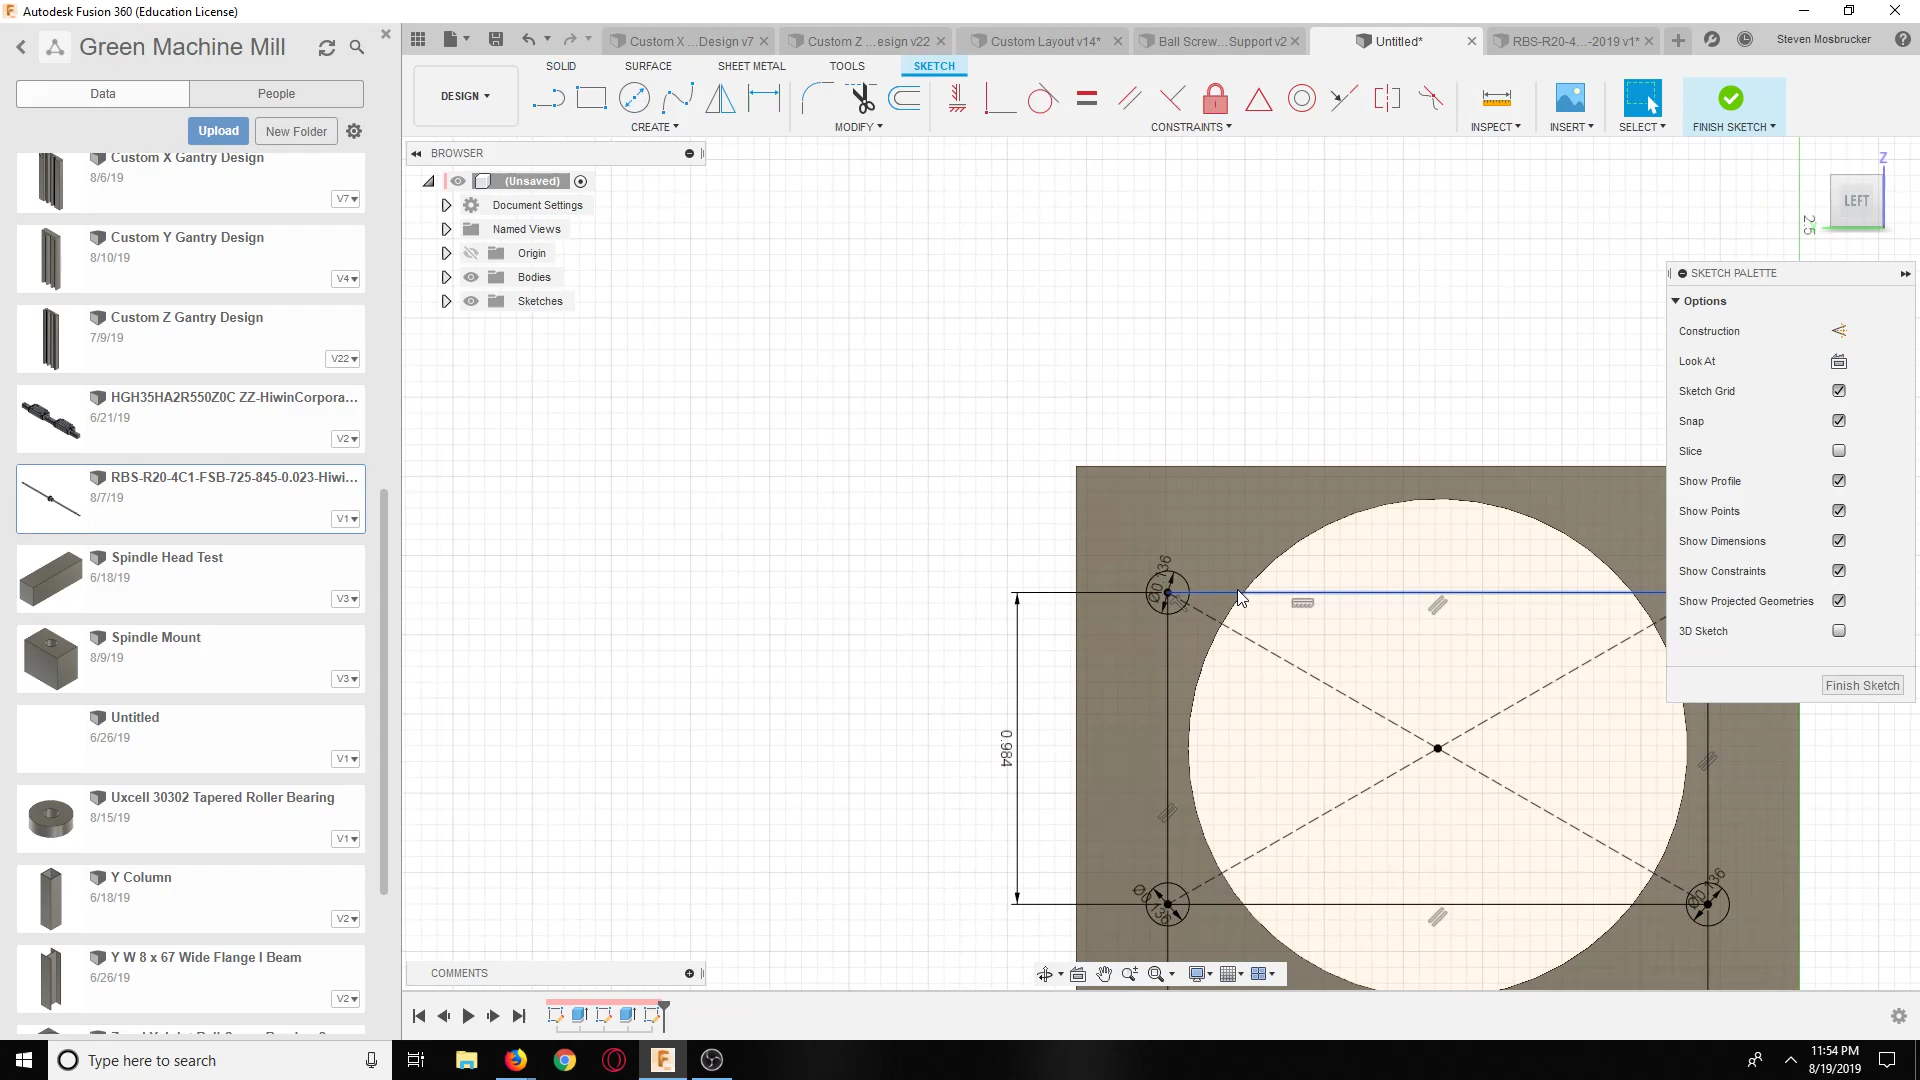 Autodesk Fusion 360 (Education License)
Green Machine Mill
Data
People
Upload
New Folder
Custom X Gantry Design
8/6/19
V7
Custom Y Gantry Design
8/10/19
V4
Custom Z Gantry Design
7/9/19
V22
HGH35HA2R550Z0C ZZ-HiwinCorpora...
6/21/19
V2
RBS-R20-4C1-FSB-725-845-0.023-Hiwi...
8/7/19
V1
Spindle Head Test
6/18/19
V3
Spindle Mount
8/9/19
V3
Untitled
6/26/19
V1
Uxcell 30302 Tapered Roller Bearing
8/15/19
V1
Y Column
6/18/19
V2
Y W 8 x 67 Wide Flange I Beam
6/26/19
V2
Custom X ...Design v7
Custom Z ...esign v22
Custom Layout v14*
Ball Screw...Support v2
Untitled*
RBS-R20-4...-2019 v1*
Steven Mosbrucker
DESIGN
SOLID
SURFACE
SHEET METAL
TOOLS
SKETCH
CREATE
MODIFY
CONSTRAINTS
INSPECT
INSERT
SELECT
FINISH SKETCH
BROWSER
(Unsaved)
Document Settings
Named Views
Origin
Bodies
Sketches
Z
LEFT
2.5
SKETCH PALETTE
Options
Construction
Look At
Sketch Grid
Snap
Slice
Show Profile
Show Points
Show Dimensions
Show Constraints
Show Projected Geometries
3D Sketch
Finish Sketch
Ø0.136
0.984
Ø0.136
Ø0.136
COMMENTS
Type here to search
11:54 PM
8/19/2019